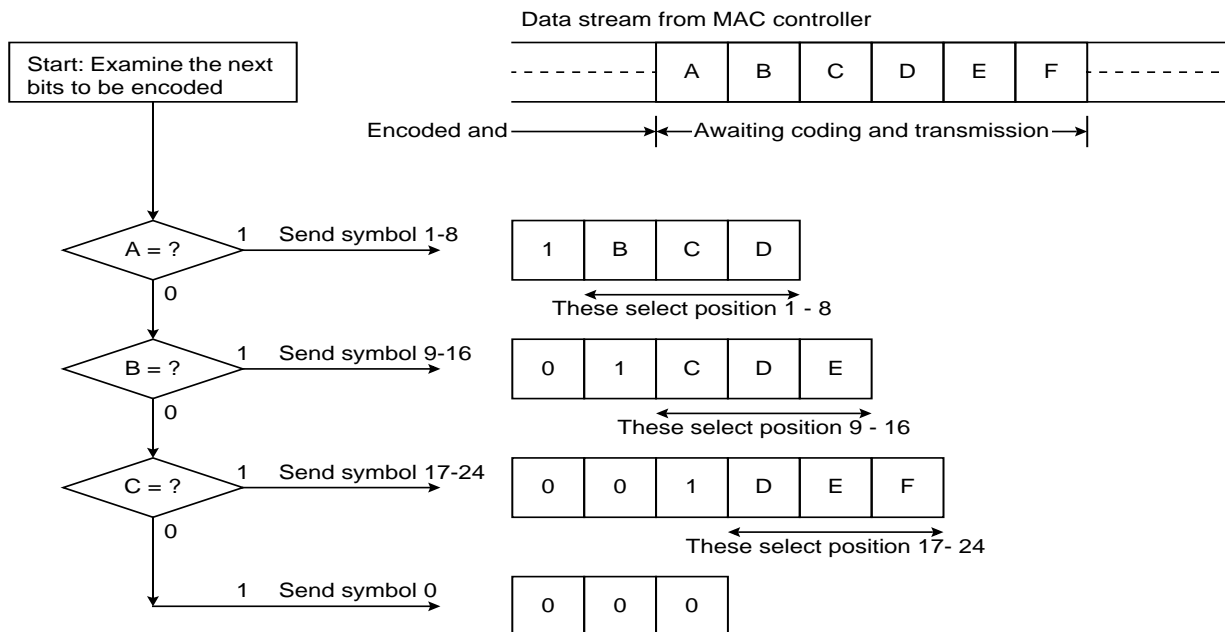 Data stream from MAC controller
Start: Examine the next
bits to be encoded
A B C D E F
Encoded and
Awaiting coding and transmission
A = ?
1 Send symbol 1-8
1 B C D
0
These select position 1 - 8
B = ?
1 Send symbol 9-16
0 1 C D E
0
These select position 9 - 16
C = ?
1 Send symbol 17-24
0 0 1 D E F
0
These select position 17- 24
1 Send symbol 0
0 0 0